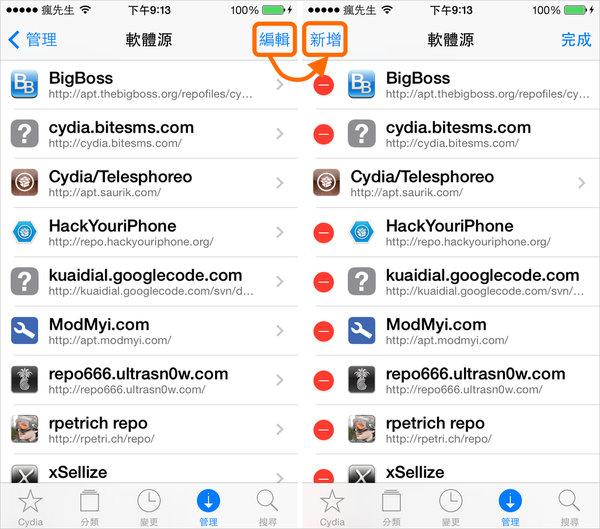 瘋先生 下午9:13 100%
管理 軟體源 編輯
BigBoss
http://apt.thebigboss.org/repofiles/cy…
cydia.bitesms.com
http://cydia.bitesms.com/
Cydia/Telesphoreo
http://apt.saurik.com/
HackYouriPhone
http://repo.hackyouriphone.org/
kuaidial.googlecode.com
http://kuaidial.googlecode.com/svn/d…
ModMyi.com
http://apt.modmyi.com/
repo666.ultrasn0w.com
http://repo666.ultrasn0w.com/
rpetrich repo
http://rpetri.ch/repo/
xSellize
Cydia 分類 變更 管理 搜尋
瘋先生 下午9:13 100%
新增 軟體源 完成
BigBoss
http://apt.thebigboss.org/repofiles/cy…
cydia.bitesms.com
http://cydia.bitesms.com/
Cydia/Telesphoreo
http://apt.saurik.com/
HackYouriPhone
http://repo.hackyouriphone.org/
kuaidial.googlecode.com
http://kuaidial.googlecode.com/svn/d…
ModMyi.com
http://apt.modmyi.com/
repo666.ultrasn0w.com
http://repo666.ultrasn0w.com/
rpetrich repo
http://rpetri.ch/repo/
xSellize
Cydia 分類 變更 管理 搜尋